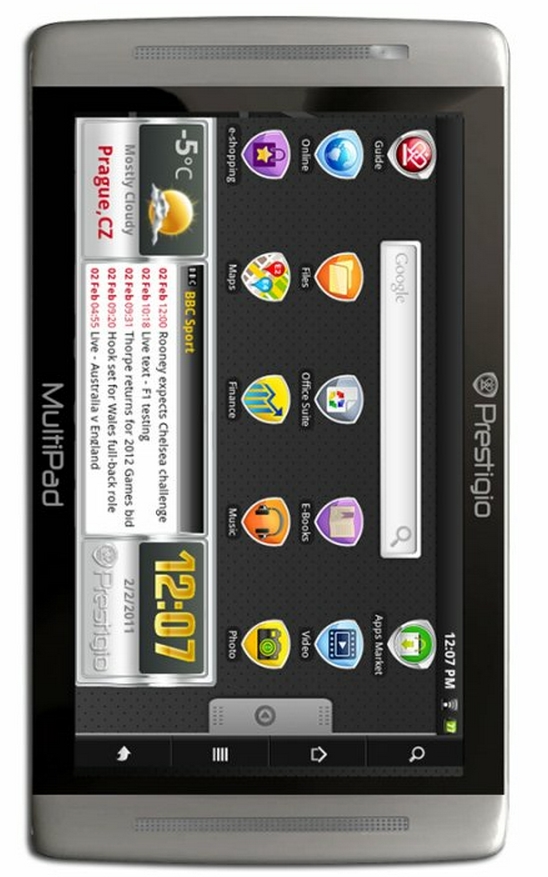 Prestigio
12:07 PM
77
Guide
Google
Apps Market
Online
Files
Office Suite
E-Books
Video
E2
e-shopping
Maps
Finance
Music
Photo
-5°C
Mostly Cloudy
Prague,CZ
BBC BBC Sport
02 Feb 12:00 Rooney expects Chelsea challenge
02 Feb 10:18 Live text - F1 testing
02 Feb 09:31 Thorpe returns for 2012 Games bid
02 Feb 09:20 Hook set for Wales full-back role
02 Feb 04:55 Live - Australia v England
12:07
2/2/2011
Prestigio
MultiPad